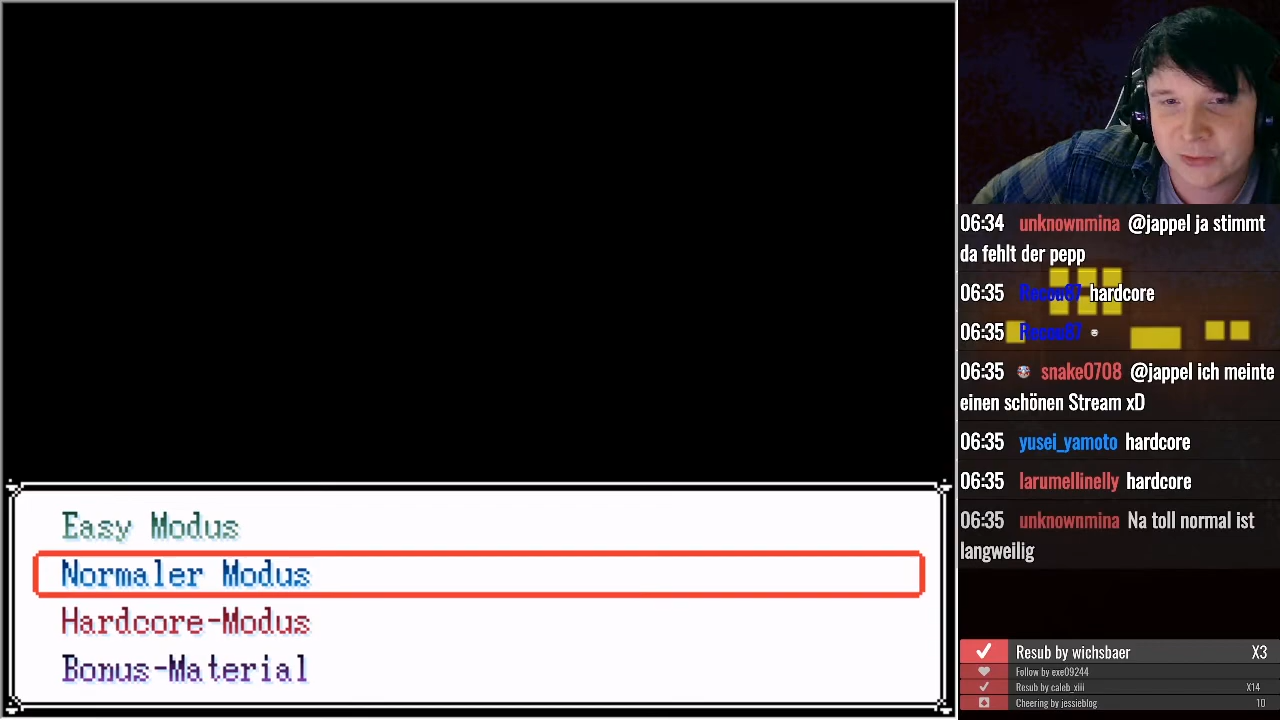 Easy Modus
Normaler Modus
Hardcore-Modus
Bonus-Material
06:34 unknownmina @jappel ja stimmt
da fehlt der pepp
06:35 Recou87 hardcore
06:35 Recou87
06:35 snake0708 @jappel ich meinte
einen schönen Stream xD
06:35 yusei_yamoto hardcore
06:35 larumellinelly hardcore
06:35 unknownmina Na toll normal ist
langweilig
Resub by wichsbaer X3
Follow by exe09244
Resub by caleb_xiii X14
Cheering by jessieblog 10